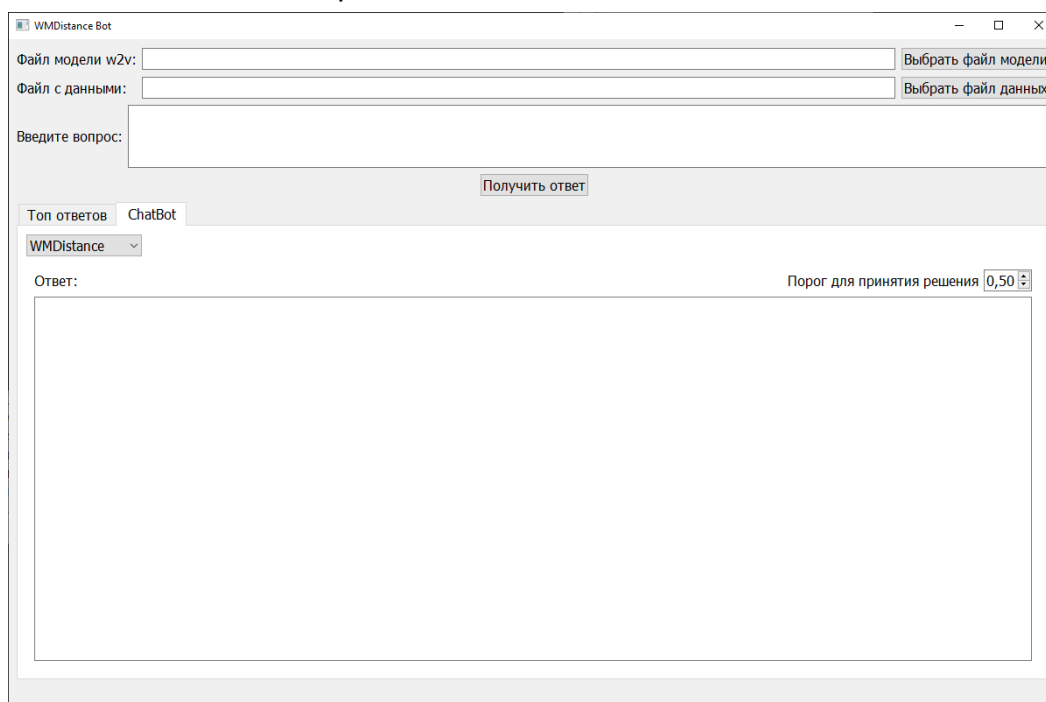 WMDistance Bot
Файл модели w2v: Выбрать файл модели
Файл с данными: Выбрать файл данных
Введите вопрос:
Получить ответ
Топ ответов ChatBot
WMDistance
Ответ: Порог для принятия решения 0,50